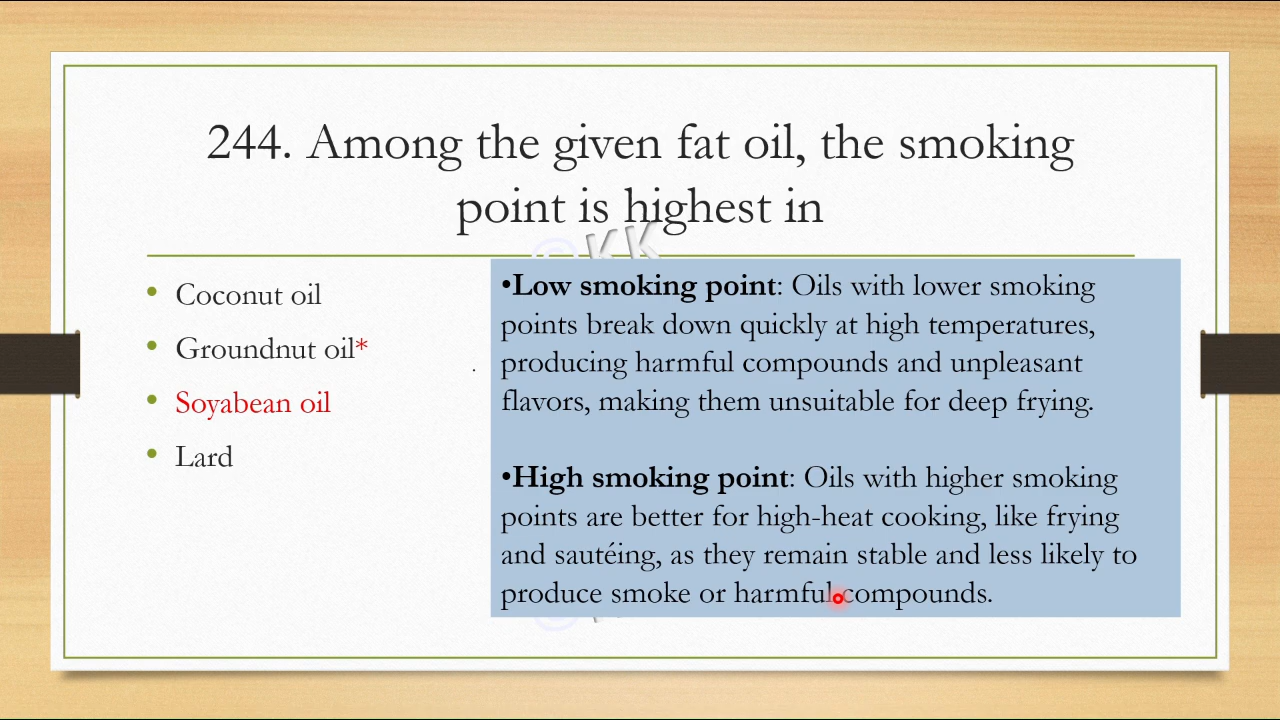 244. Among the given fat oil, the smoking
point is highest in
@KK
• Coconut oil
• Groundnut oil*
• Soyabean oil
• Lard
•Low smoking point: Oils with lower smoking
points break down quickly at high temperatures,
producing harmful compounds and unpleasant
flavors, making them unsuitable for deep frying.
•High smoking point: Oils with higher smoking
points are better for high-heat cooking, like frying
and sautéing, as they remain stable and less likely to
produce smoke or harmful compounds.